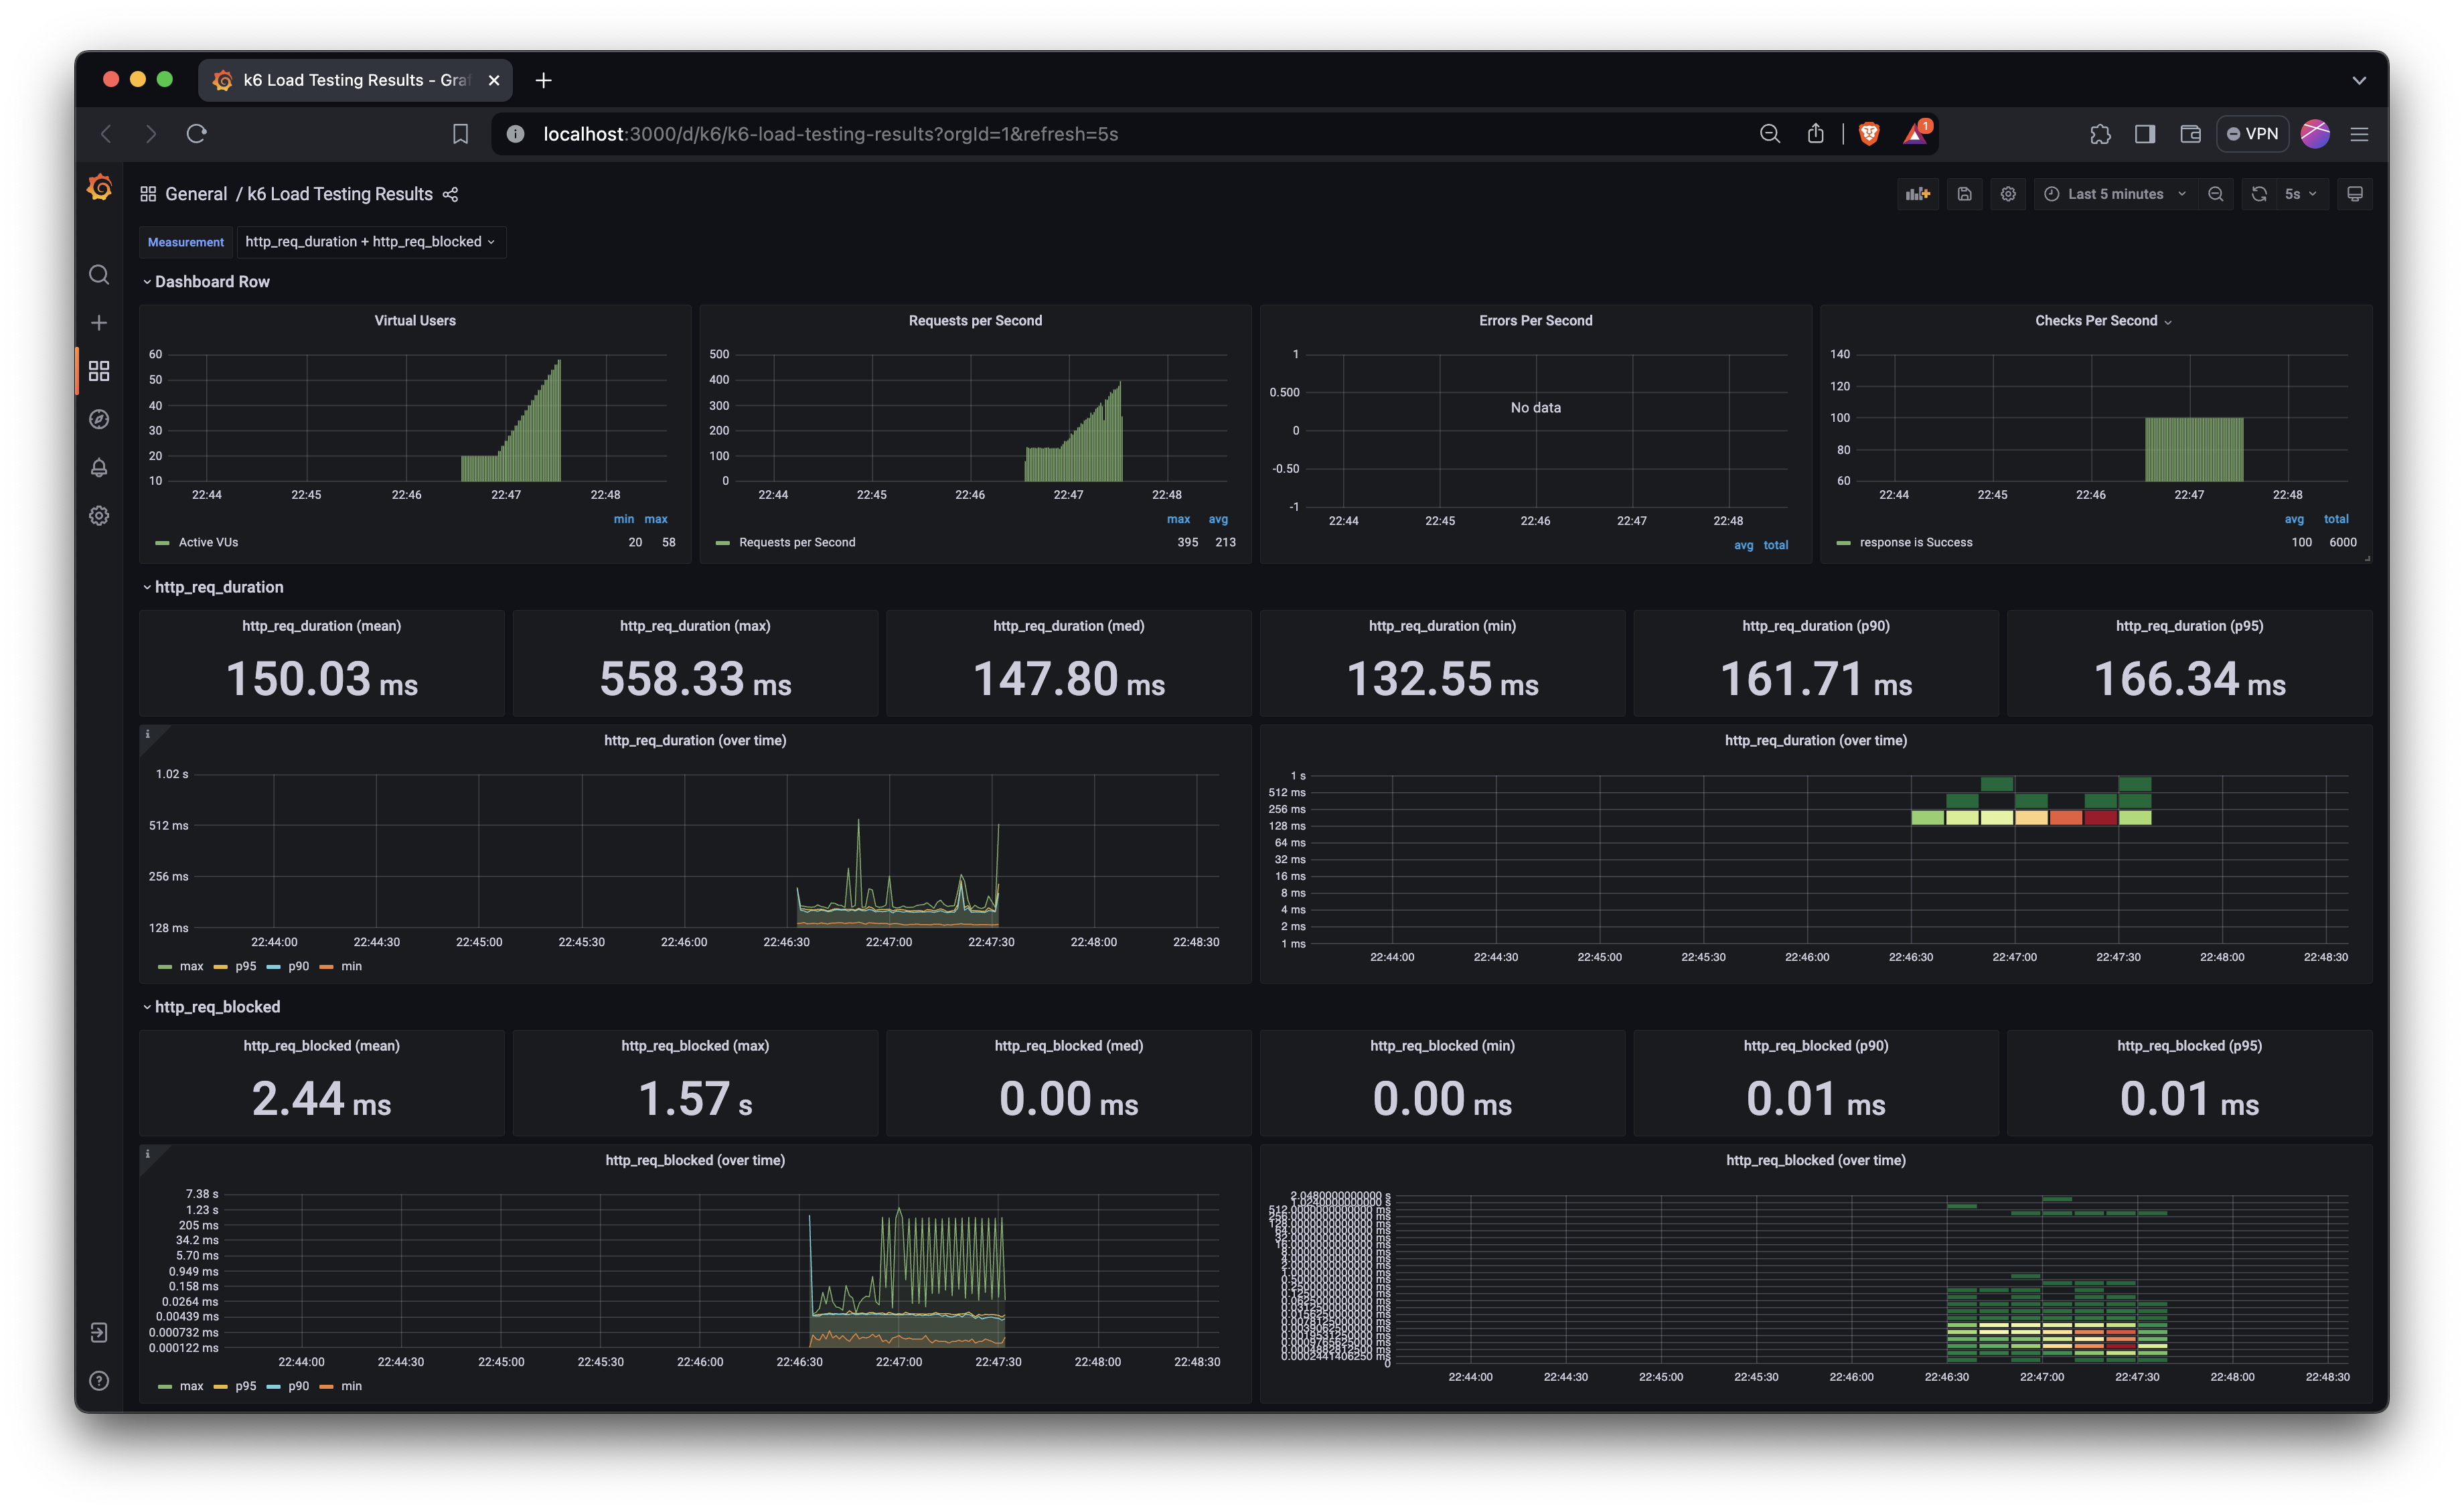 k6 Load Testing Results - Gra
localhost:3000/d/k6/k6-load-testing-results?orgId=1&refresh=5s
1
VPN
General / k6 Load Testing Results
Last 5 minutes
5s
Measurement http_req_duration + http_req_blocked
Dashboard Row
Virtual Users
60
50
40
30
20
10
22:44 22:45 22:46 22:47 22:48
min max
Active VUs 20 58
Requests per Second
500
400
300
200
100
0
22:44 22:45 22:46 22:47 22:48
max avg
Requests per Second 395 213
Errors Per Second
1
0.500
0
-0.50
-1
No data
22:44 22:45 22:46 22:47 22:48
avg total
Checks Per Second
140
120
100
80
60
22:44 22:45 22:46 22:47 22:48
avg total
response is Success 100 6000
http_req_duration
http_req_duration (mean)
150.03 ms
http_req_duration (max)
558.33 ms
http_req_duration (med)
147.80 ms
http_req_duration (min)
132.55 ms
http_req_duration (p90)
161.71 ms
http_req_duration (p95)
166.34 ms
http_req_duration (over time)
1.02 s
512 ms
256 ms
128 ms
22:44:00 22:44:30 22:45:00 22:45:30 22:46:00 22:46:30 22:47:00 22:47:30 22:48:00 22:48:30
max p95 p90 min
http_req_duration (over time)
1 s
512 ms
256 ms
128 ms
64 ms
32 ms
16 ms
8 ms
4 ms
2 ms
1 ms
22:44:00 22:44:30 22:45:00 22:45:30 22:46:00 22:46:30 22:47:00 22:47:30 22:48:00 22:48:30
http_req_blocked
http_req_blocked (mean)
2.44 ms
http_req_blocked (max)
1.57 s
http_req_blocked (med)
0.00 ms
http_req_blocked (min)
0.00 ms
http_req_blocked (p90)
0.01 ms
http_req_blocked (p95)
0.01 ms
http_req_blocked (over time)
7.38 s
1.23 s
205 ms
34.2 ms
5.70 ms
0.949 ms
0.158 ms
0.0264 ms
0.00439 ms
0.000732 ms
0.000122 ms
22:44:00 22:44:30 22:45:00 22:45:30 22:46:00 22:46:30 22:47:00 22:47:30 22:48:00 22:48:30
max p95 p90 min
http_req_blocked (over time)
2.0480000000000 s
0.0002441406250 ms
0
22:44:00 22:44:30 22:45:00 22:45:30 22:46:00 22:46:30 22:47:00 22:47:30 22:48:00 22:48:30